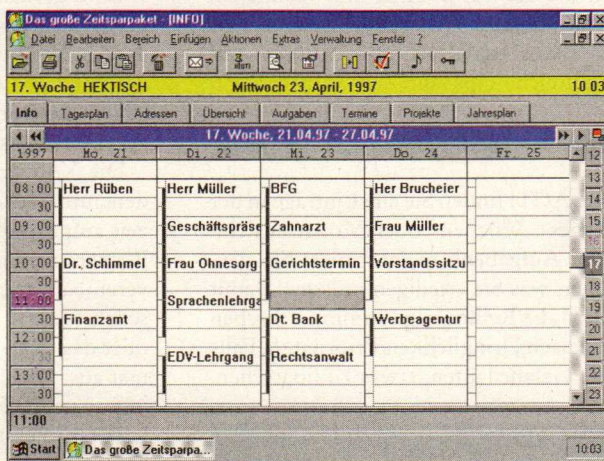 Das große Zeitsparpaket - [INFO]
Datei Bearbeiten Bereich Einfügen Aktionen Extras Verwaltung Fenster ?
17. Woche HEKTISCH Mittwoch 23. April, 1997 10 03
Info Tagesplan Adressen Übersicht Aufgaben Termine Projekte Jahresplan
17. Woche, 21.04.97 - 27.04.97
1997 Mo, 21 Di, 22 Mi, 23 Do, 24 Fr, 25 12
13
08:00 Herr Rüben Herr Müller BFG Her Brucheier
30 14
09:00 Geschäftspräse Zahnarzt Frau Müller 15
30 16
10:00 Dr. Schimmel Frau Ohnesorg Gerichtstermin Vorstandssitzu 17
30 18
11:00 Sprachenlehrga 19
30 Finanzamt Dt. Bank Werbeagentur 20
12:00
30 EDV-Lehrgang Rechtsanwalt 21
13:00 22
30 23
11:00
Start Das große Zeitsparpa... 10:03